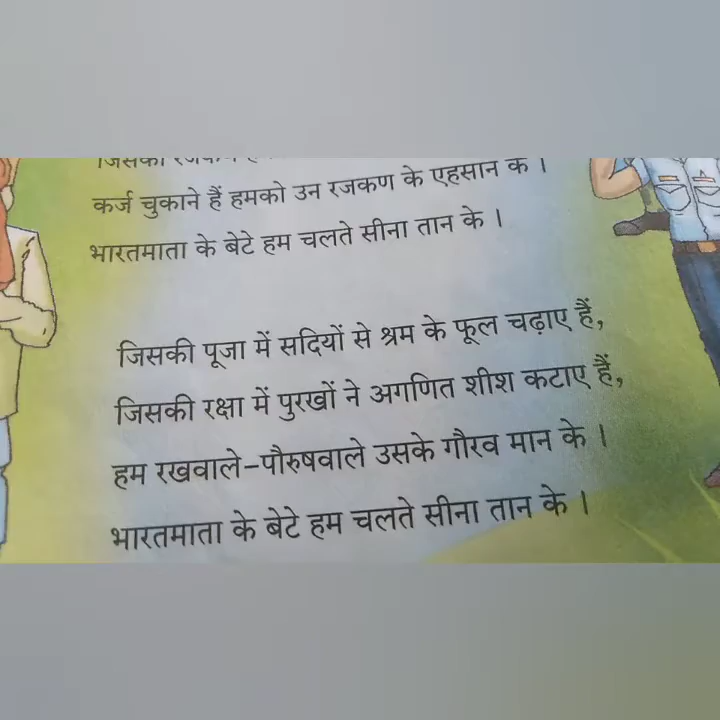 कर्ज चुकाने हैं हमको उन रजकण के एहसान के ।
भारतमाता के बेटे हम चलते सीना तान के ।
जिसकी पूजा में सदियों से श्रम के फूल चढ़ाए हैं,
जिसकी रक्षा में पुरखों ने अगणित शीश कटाए हैं,
हम रखवाले-पौरुषवाले उसके गौरव मान के ।
भारतमाता के बेटे हम चलते सीना तान के ।